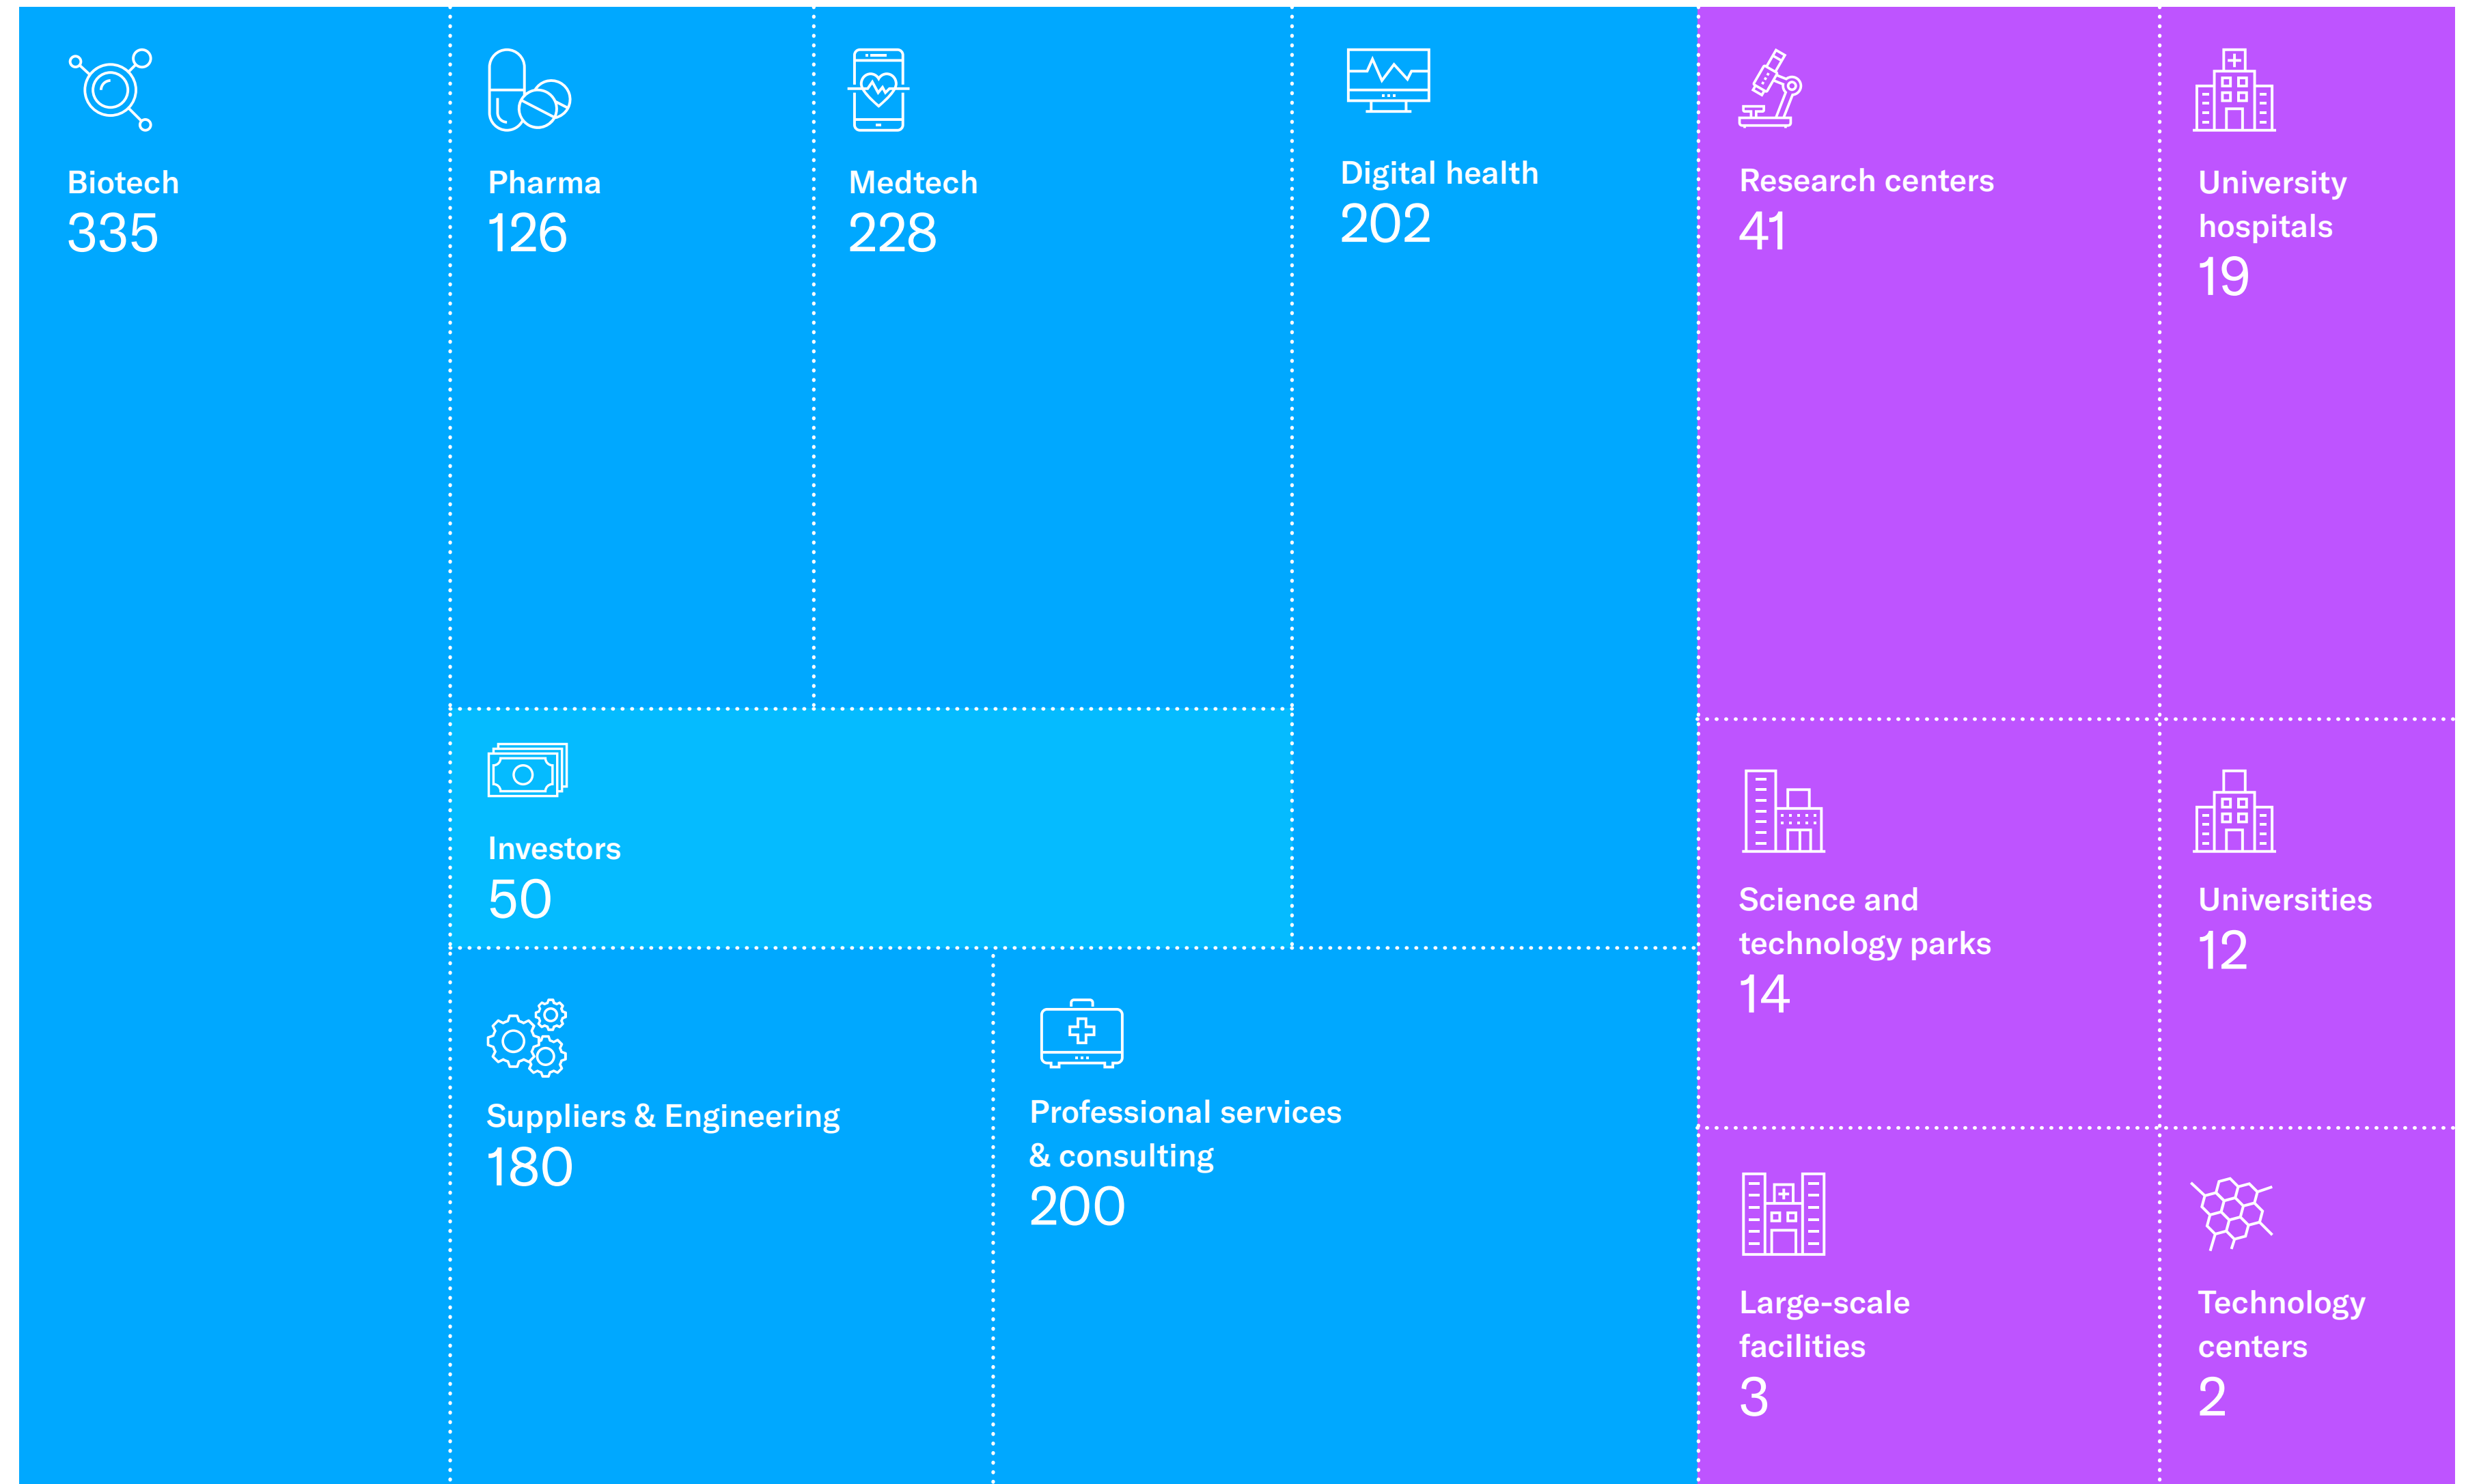 Biotech
335
Pharma
126
Medtech
228
Digital health
202
Research centers
41
University
hospitals
19
Investors
50
Science and
technology parks
14
Universities
12
Suppliers & Engineering
180
Professional services
& consulting
200
Large-scale
facilities
3
Technology
centers
2